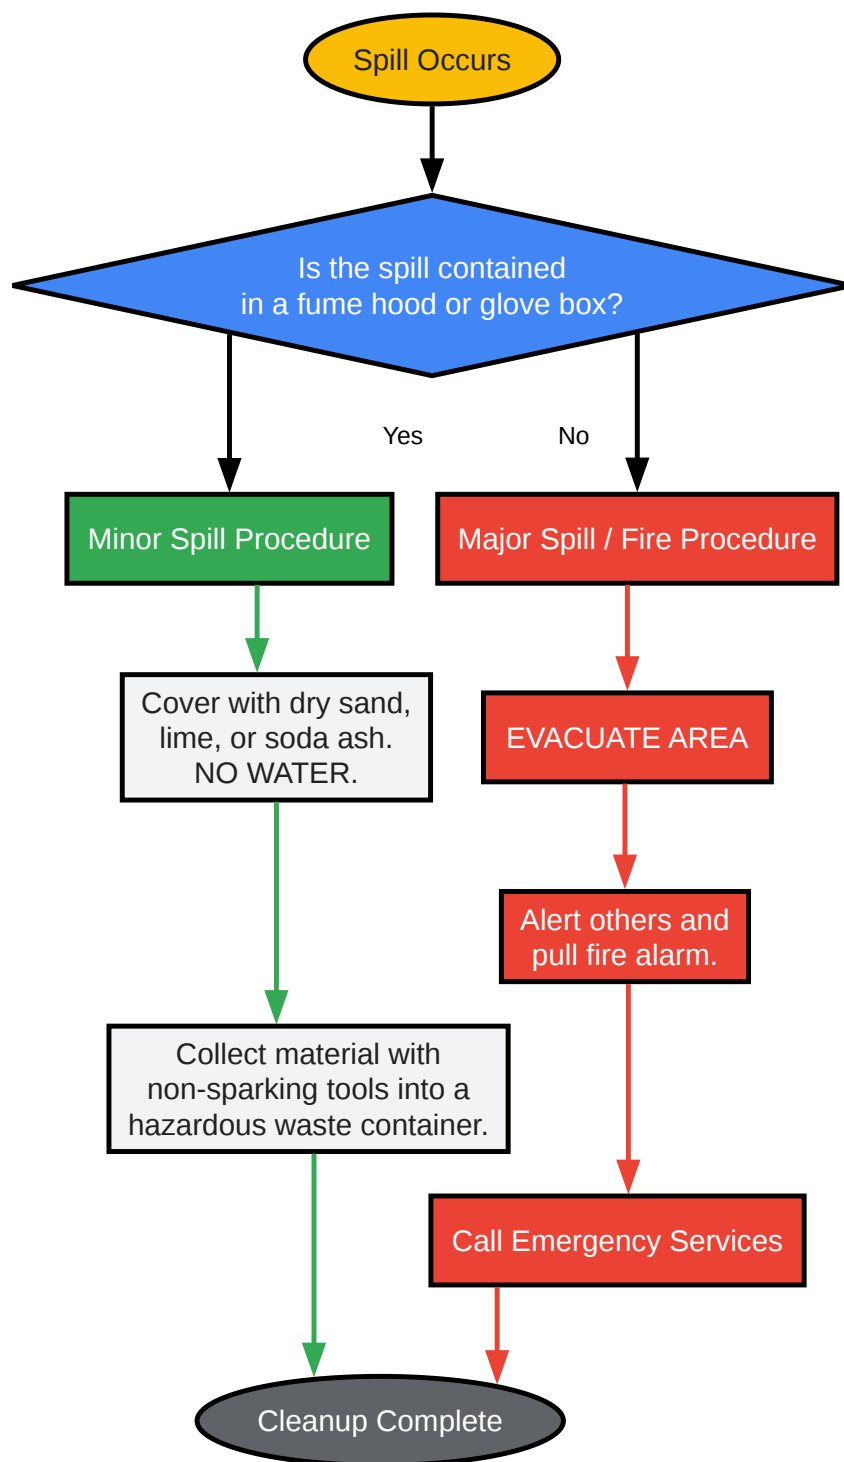 Spill Occurs
Is the spill contained
in a fume hood or glove box?
Yes
No
Minor Spill Procedure
Major Spill / Fire Procedure
Cover with dry sand,
lime, or soda ash.
NO WATER.
EVACUATE AREA
Alert others and
pull fire alarm.
Collect material with
non-sparking tools into a
hazardous waste container.
Call Emergency Services
Cleanup Complete